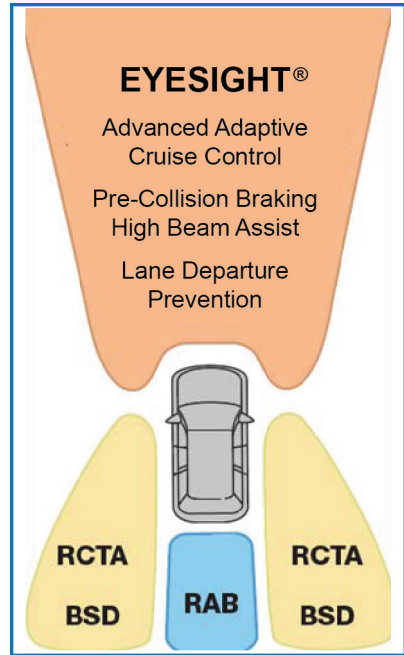 EYESIGHT®
Advanced Adaptive
Cruise Control
Pre-Collision Braking
High Beam Assist
Lane Departure
Prevention
RCTA
RCTA
BSD
RAB
BSD